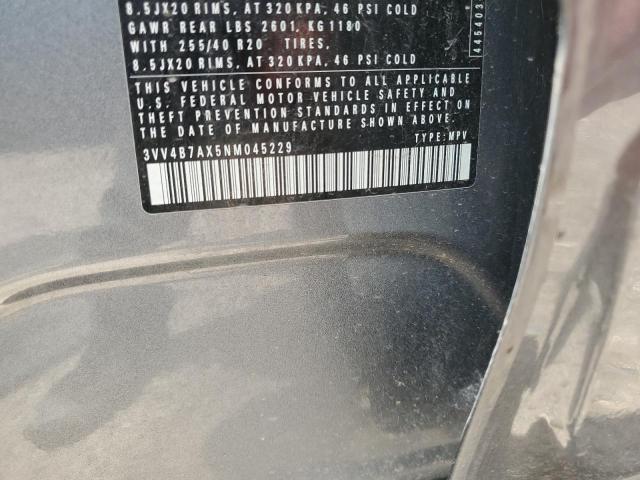 8.5JX20 RIMS, AT 320 KPA, 46 PSI COLD
GAWR REAR LBS 2601, KG 1180
WITH 255/40 R20 TIRES,
8.5JX20 RIMS, AT 320 KPA, 46 PSI COLD
THIS VEHICLE CONFORMS TO ALL APPLICABLE
U.S. FEDERAL MOTOR VEHICLE SAFETY AND
THEFT PREVENTION STANDARDS IN EFFECT ON
THE DATE OF MANUFACTURE SHOWN ABOVE.
3VV4B7AX5NM045229
TYPE: MPV
445403